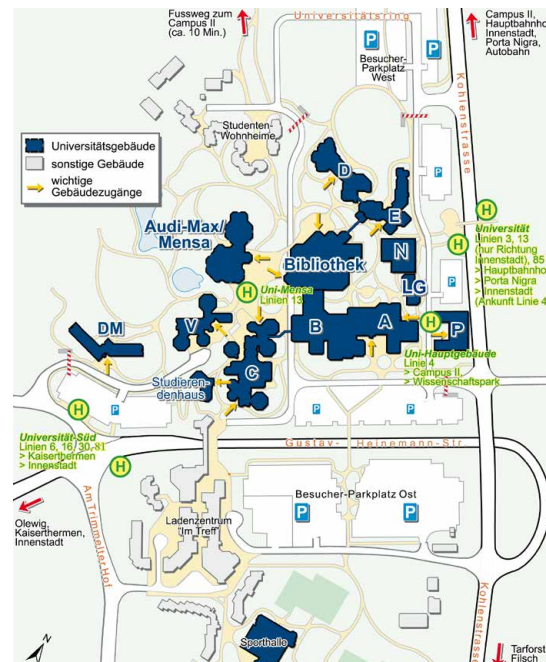 Fussweg zum
Campus II
(ca. 10 Min.)
Universitätsring
Campus II,
Hauptbahnhof
Innenstadt,
Porta Nigra,
Autobahn
P
P
Besucher-
Parkplatz
West
Kohlenstrasse
Studenten
Wohnheime
Universitätsgebäude
sonstige Gebäude
wichtige
Gebäudezugänge
P
D
E
Audi-Max/
Mensa
H
Universität
Linien 3, 13
(nur Richtung
Innenstadt), 85
> Hauptbahnhof
> Porta Nigra
> Innenstadt
(Ankunft Linie 4
H
N
Bibliothek
P
LG
H
Uni-Mensa
Linien 13
DM
V
B
A
H
P
Uni-Hauptgebäude
Linie 4
> Campus II,
> Wissenschaftspark
C
Studieren-
denhaus
P
P
P
P
H
Universität-Süd
Linien 6, 16/30,81
> Kaiserthermen
> Innenstadt
Gustav- Heinemann-Str.
H
Am Trimmelter Hof
Besucher-Parkplatz Ost
P
P
Olewig,
Kaiserthermen,
Innenstadt
Ladenzentrum
'Im Treff'
Kohlenstrasse
Sporthalle
N
Tarforst
Filsch